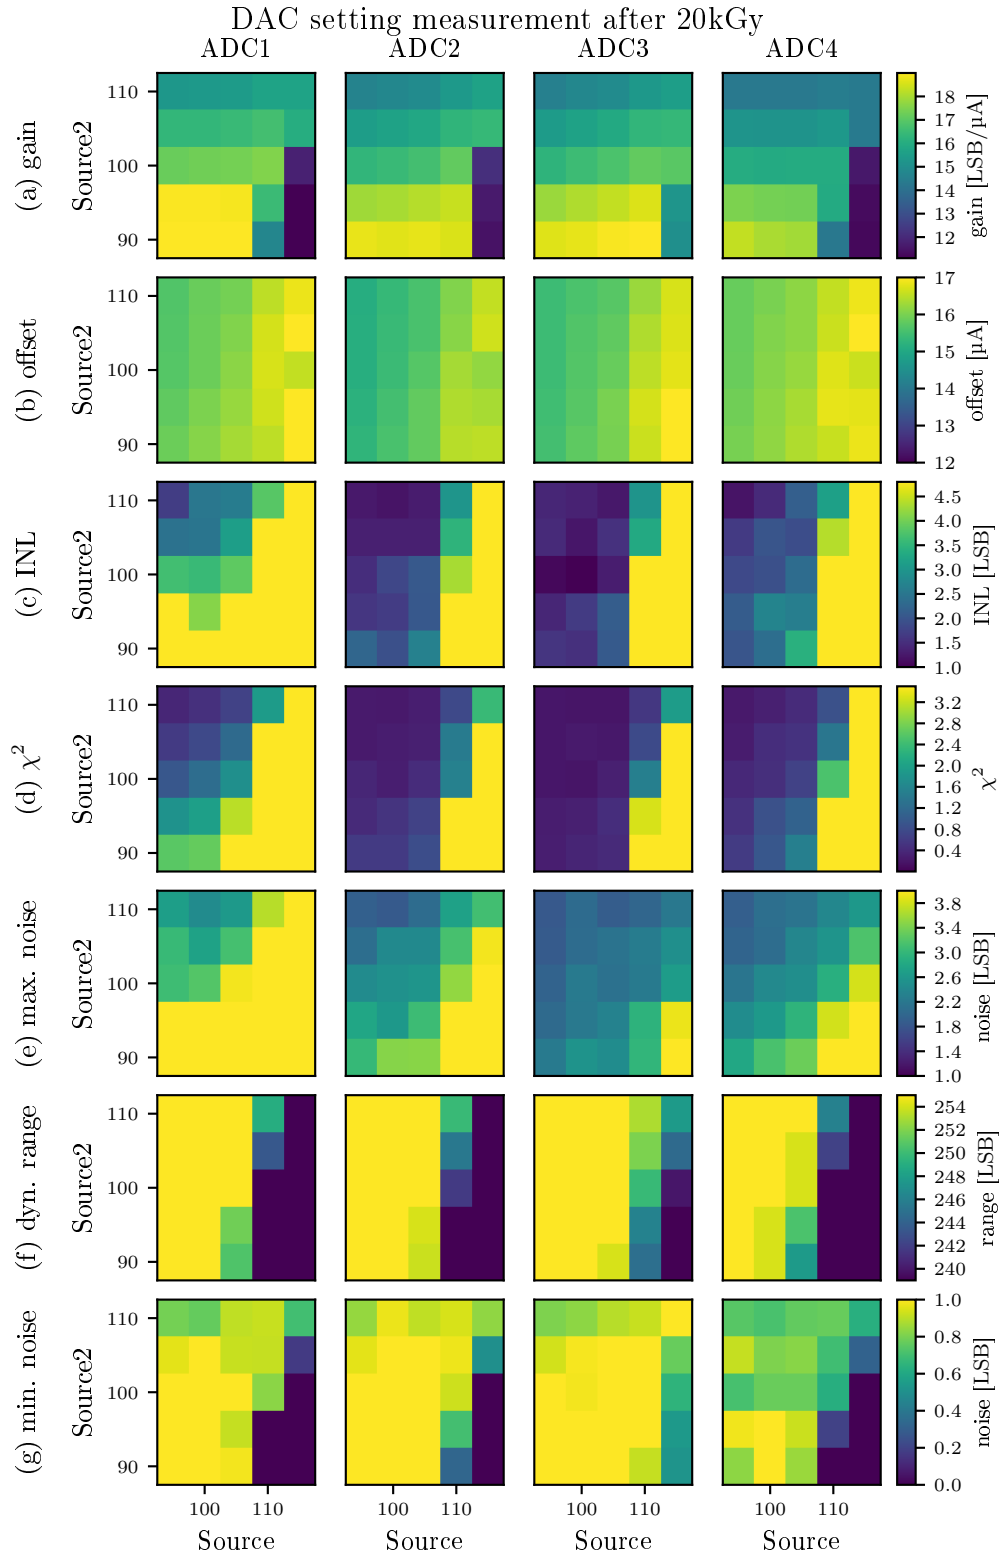 DAC setting measurement after 20kGy
ADC1 ADC2 ADC3 ADC4
(a) gain
Source2
110
100
90
18
17
16
15
14
13
12
gain [LSB/µA]
(b) offset
Source2
110
100
90
17
16
15
14
13
12
offset [µA]
(c) INL
Source2
110
100
90
4.5
4.0
3.5
3.0
2.5
2.0
1.5
1.0
INL [LSB]
(d) χ²
Source2
110
100
90
3.2
2.8
2.4
2.0
1.6
1.2
0.8
0.4
χ²
(e) max. noise
Source2
110
100
90
3.8
3.4
3.0
2.6
2.2
1.8
1.4
1.0
noise [LSB]
(f) dyn. range
Source2
110
100
90
254
252
250
248
246
244
242
240
range [LSB]
(g) min. noise
Source2
110
100
90
1.0
0.8
0.6
0.4
0.2
0.0
noise [LSB]
100 110 100 110 100 110 100 110
Source Source Source Source